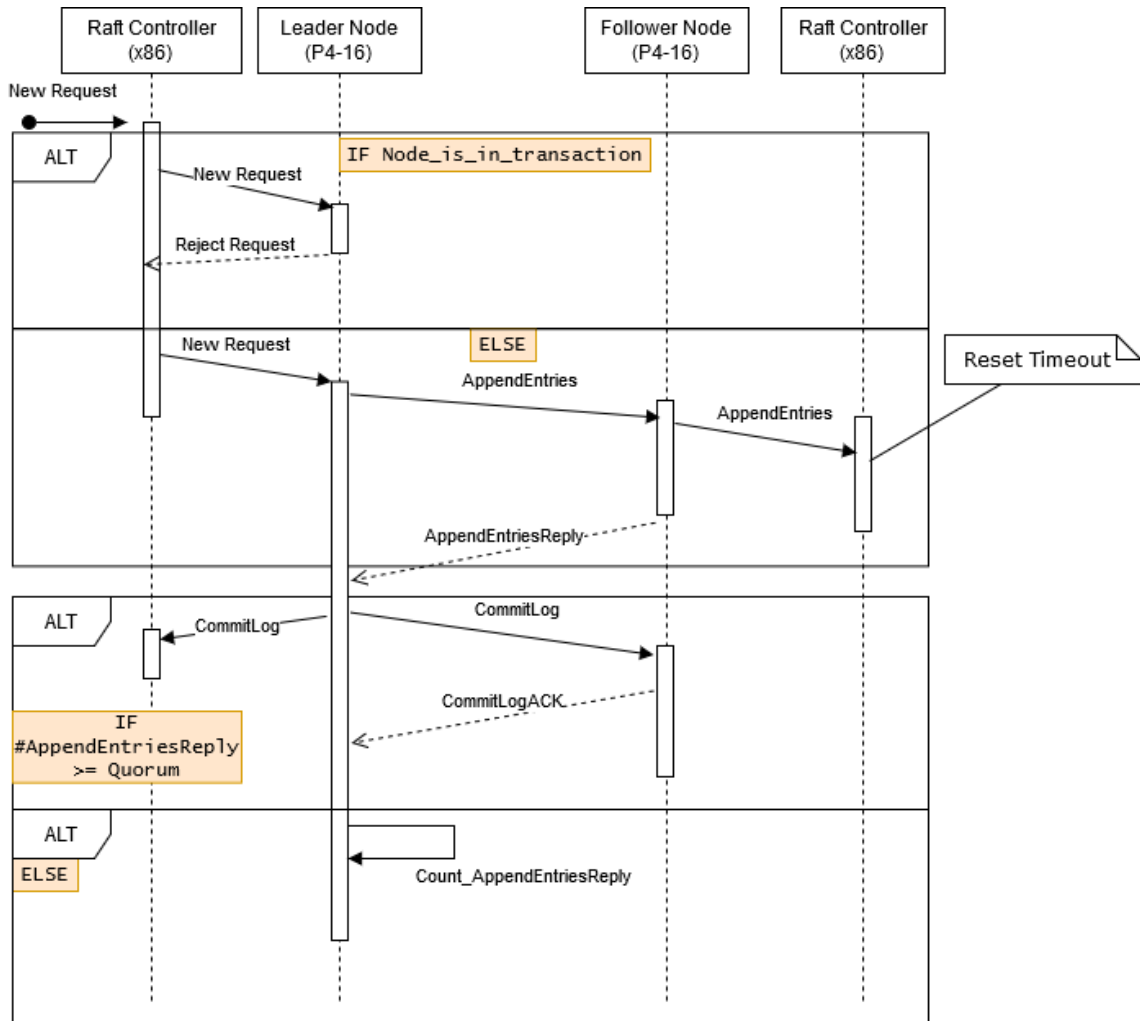 Raft Controller
(x86)
Leader Node
(P4-16)
Follower Node
(P4-16)
Raft Controller
(x86)
New Request
ALT
IF Node_is_in_transaction
New Request
Reject Request
ELSE
New Request
Reset Timeout
AppendEntries
AppendEntries
AppendEntriesReply
ALT
CommitLog
CommitLog
CommitLogACK
IF
#AppendEntriesReply
>= Quorum
ALT
ELSE
Count_AppendEntriesReply